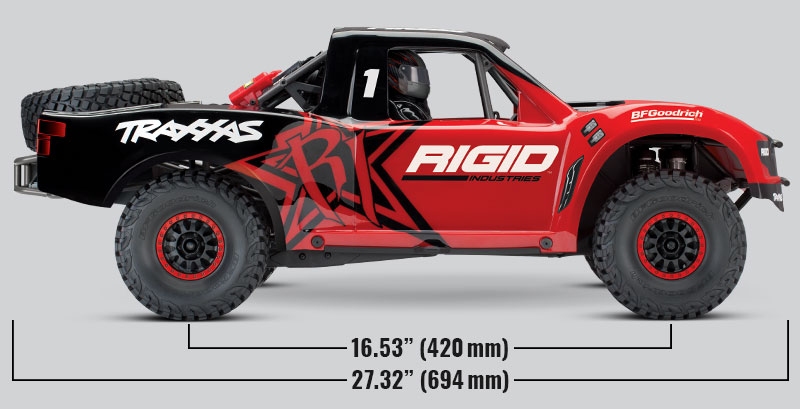 1
BFGoodrich
TRAXXAS
RIGID
INDUSTRIES
16.53” (420 mm)
27.32” (694 mm)